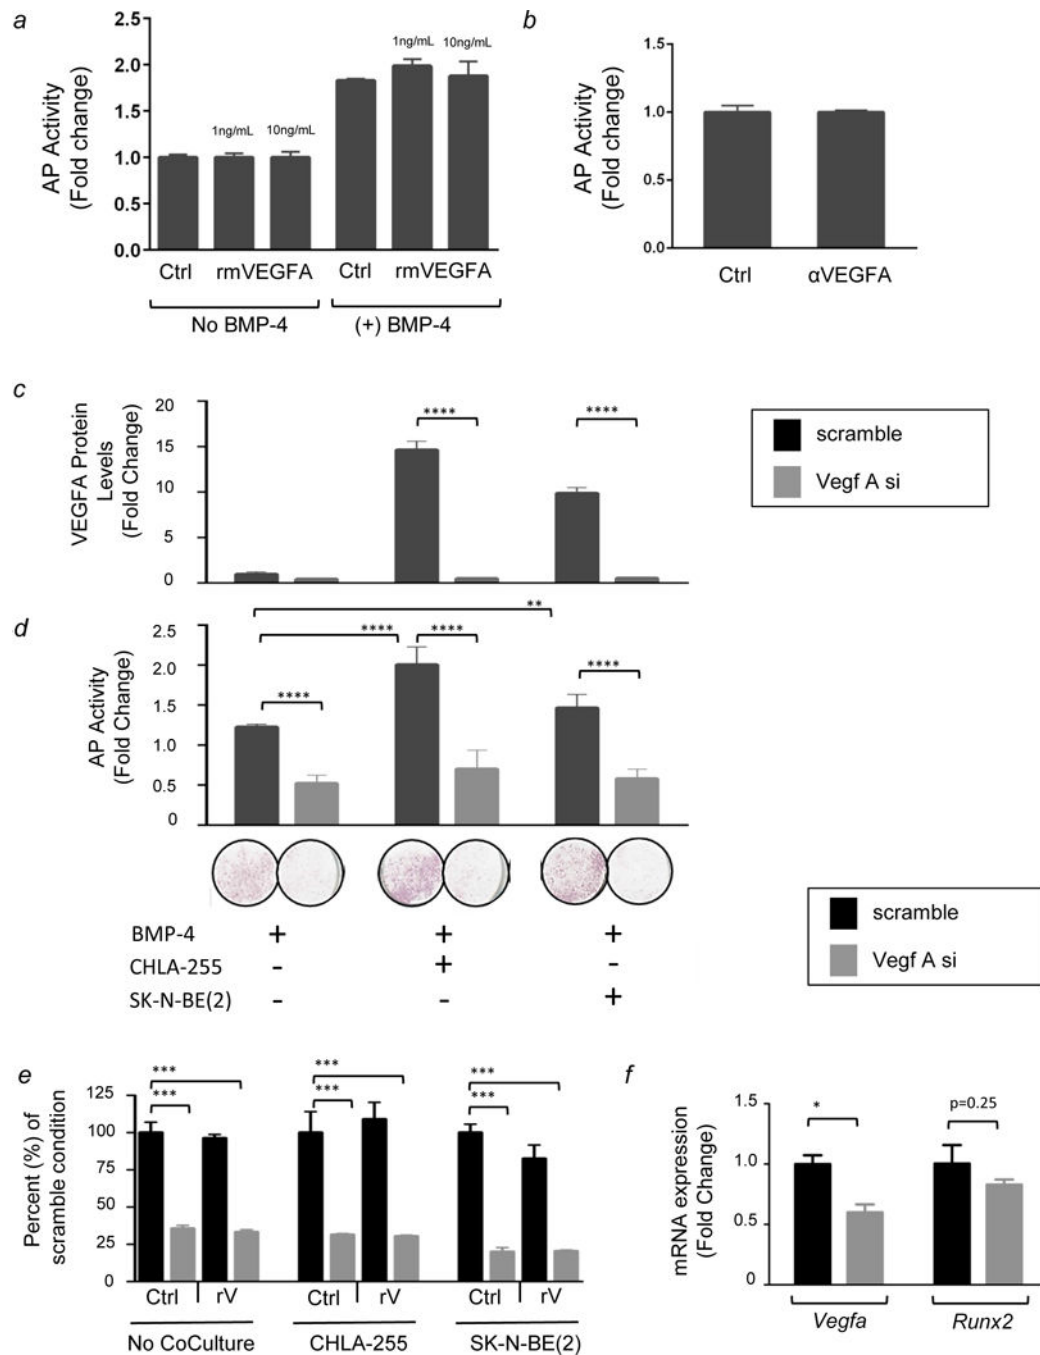 a
AP Activity
(Fold change)
2.5
2.0
1.5
1.0
0.5
0.0
1ng/mL 10ng/mL
1ng/mL 10ng/mL
Ctrl rmVEGFA Ctrl rmVEGFA
No BMP-4 (+) BMP-4
b
AP Activity
(Fold change)
1.5
1.0
0.5
0.0
Ctrl αVEGFA
c
VEGFA Protein
Levels
(Fold Change)
20
15
10
5
0
**** ****
scramble
Vegf A si
d
AP Activity
(Fold Change)
2.5
2.0
1.5
1.0
0.5
0
**
**** ****
****
****
BMP-4 + + +
CHLA-255 - + -
SK-N-BE(2) - - +
scramble
Vegf A si
e
Percent (%) of
scramble condition
125
100
75
50
25
0
*** *** ***
*** *** ***
Ctrl rV Ctrl rV Ctrl rV
No CoCulture CHLA-255 SK-N-BE(2)
f
mRNA expression
(Fold Change)
1.5
1.0
0.5
0
* p=0.25
Vegfa Runx2